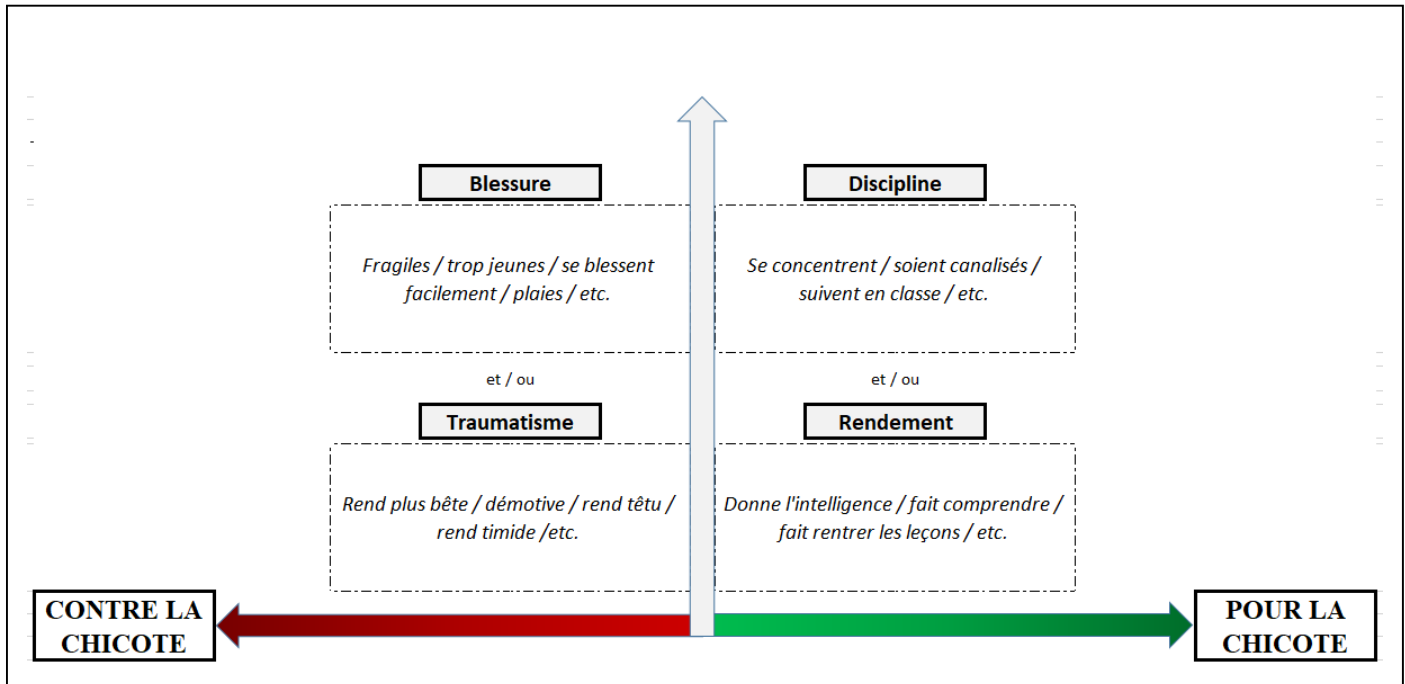 Blessure
Discipline
Fragiles / trop jeunes / se blessent
facilement / plaies / etc.
Se concentrent / soient canalisés /
suivent en classe / etc.
et / ou
et / ou
Traumatisme
Rendement
Rend plus bête / démotive / rend têtu /
rend timide /etc.
Donne l'intelligence / fait comprendre /
fait rentrer les leçons / etc.
CONTRE LA
CHICOTE
POUR LA
CHICOTE